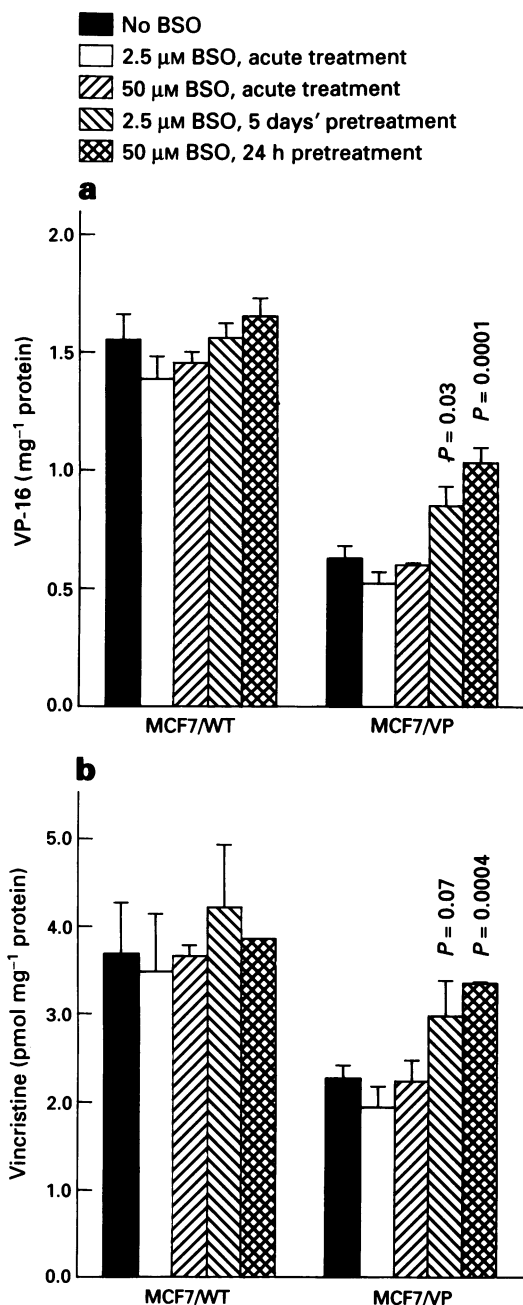 No BSO
2.5 μM BSO, acute treatment
50 μM BSO, acute treatment
2.5 μM BSO, 5 days' pretreatment
50 μM BSO, 24 h pretreatment
a
VP-16 (mg⁻¹ protein)
2.0
1.5
1.0
0.5
0.0
P = 0.03
P = 0.0001
MCF7/WT
MCF7/VP
b
Vincristine (pmol mg⁻¹ protein)
5.0
4.0
3.0
2.0
1.0
0.0
P = 0.07
P = 0.0004
MCF7/WT
MCF7/VP